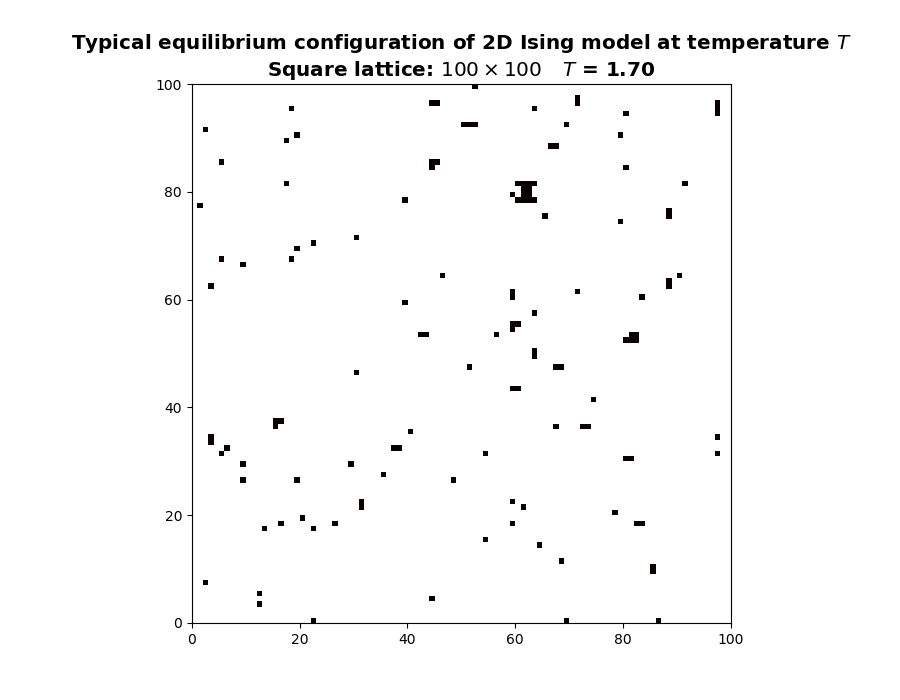 Typical equilibrium configuration of 2D Ising model at temperature T
Square lattice: 100 × 100 T = 1.70
100
80
60
40
20
0
0 20 40 60 80 100